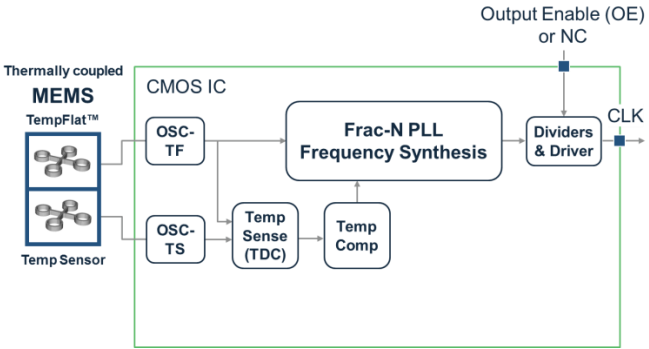 Output Enable (OE)
or NC
Thermally coupled
MEMS
TempFlat™
CMOS IC
CLK
OSC-
TF
Frac-N PLL
Frequency Synthesis
Dividers
& Driver
OSC-
TS
Temp
Sense
(TDC)
Temp
Comp
Temp Sensor